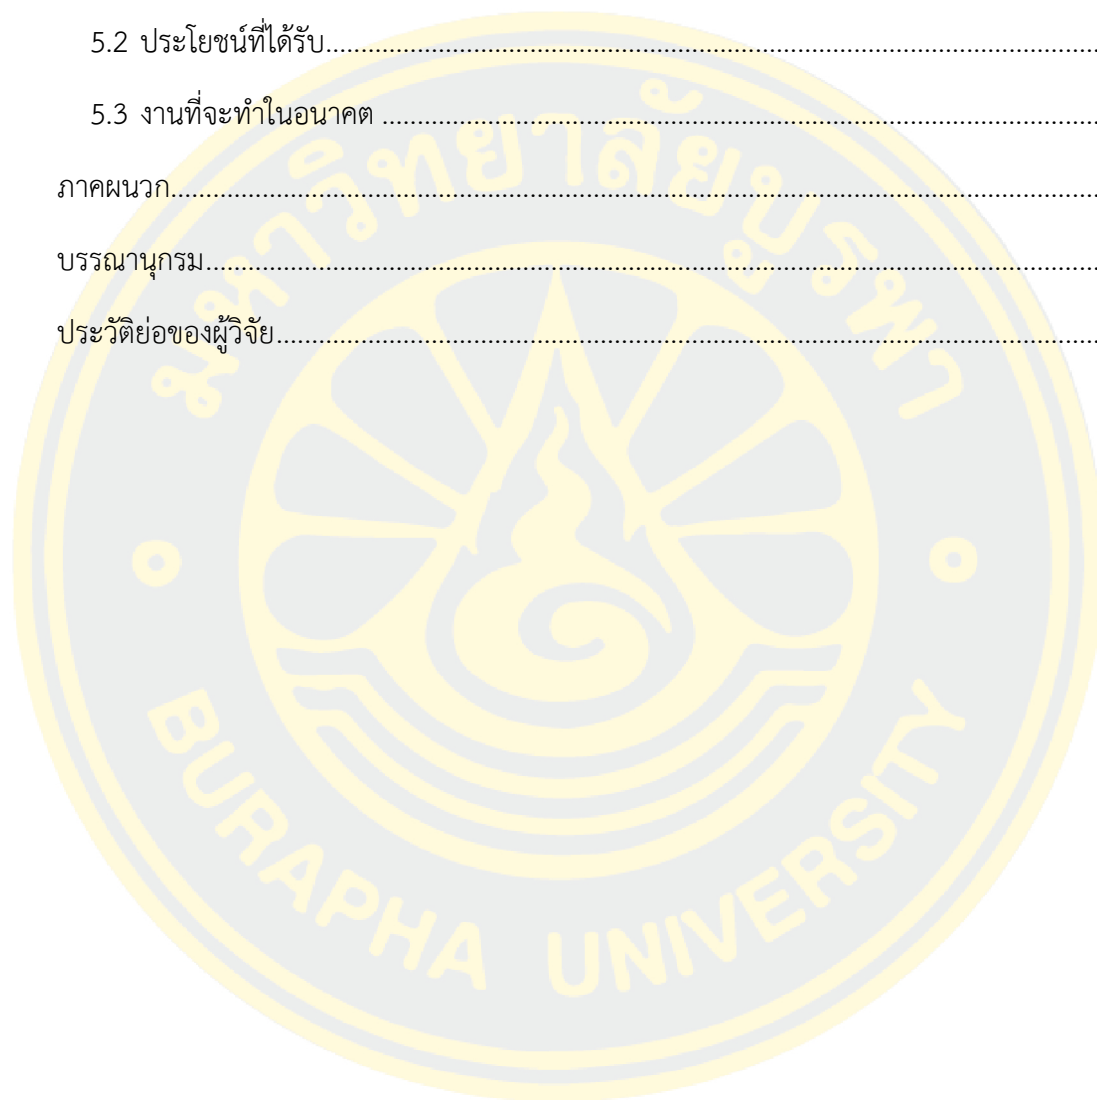 5.2 ประโยชน์ที่ได้รับ..........................................................................................................
5.3 งานที่จะทำในอนาคต ..................................................................................................
ภาคผนวก..............................................................................................................................
บรรณานุกรม.........................................................................................................................
ประวัติย่อของผู้วิจัย................................................................................................................
มหาวิทยาลัยบูรพา
BURAPHA UNIVERSITY